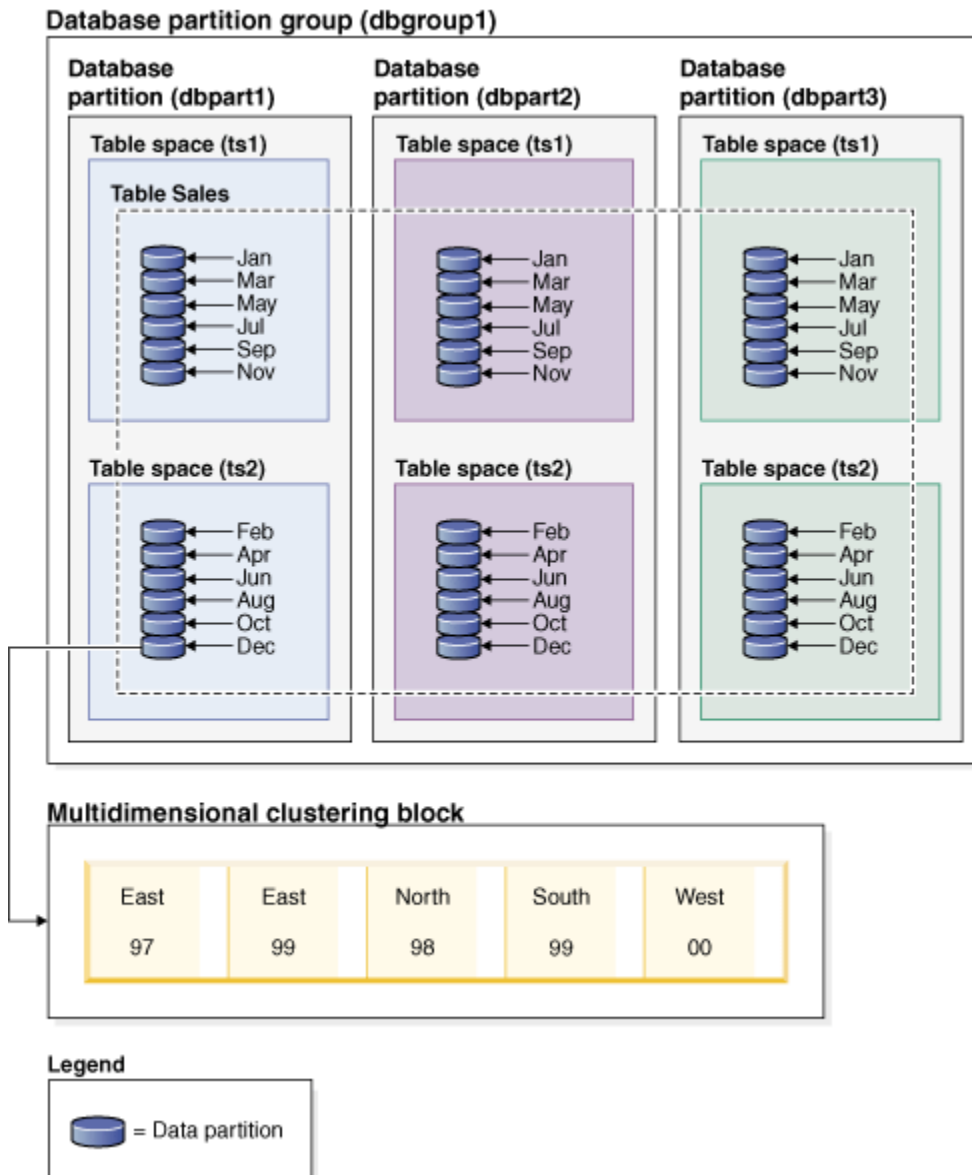 Database partition group (dbgroup1)
Database
partition (dbpart1)
Table space (ts1)
Table Sales
Jan
Mar
May
Jul
Sep
Nov
Table space (ts2)
Feb
Apr
Jun
Aug
Oct
Dec
Database
partition (dbpart2)
Table space (ts1)
Jan
Mar
May
Jul
Sep
Nov
Table space (ts2)
Feb
Apr
Jun
Aug
Oct
Dec
Database
partition (dbpart3)
Table space (ts1)
Jan
Mar
May
Jul
Sep
Nov
Table space (ts2)
Feb
Apr
Jun
Aug
Oct
Dec
Multidimensional clustering block
East East North South West
97 99 98 99 00
Legend
= Data partition